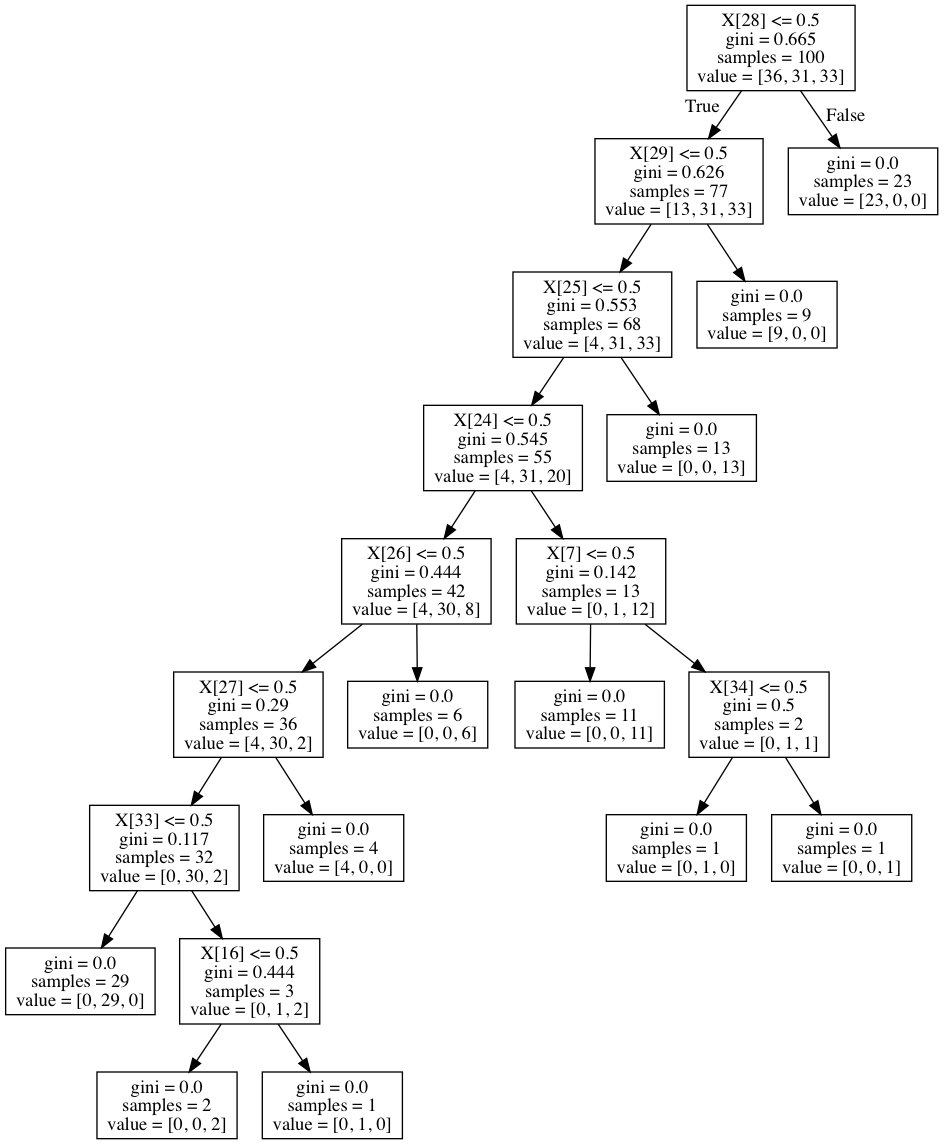 X[28] <= 0.5
gini = 0.665
samples = 100
value = [36, 31, 33]
True
False
X[29] <= 0.5
gini = 0.626
samples = 77
value = [13, 31, 33]
gini = 0.0
samples = 23
value = [23, 0, 0]
X[25] <= 0.5
gini = 0.553
samples = 68
value = [4, 31, 33]
gini = 0.0
samples = 9
value = [9, 0, 0]
X[24] <= 0.5
gini = 0.545
samples = 55
value = [4, 31, 20]
gini = 0.0
samples = 13
value = [0, 0, 13]
X[26] <= 0.5
gini = 0.444
samples = 42
value = [4, 30, 8]
X[7] <= 0.5
gini = 0.142
samples = 13
value = [0, 1, 12]
X[27] <= 0.5
gini = 0.29
samples = 36
value = [4, 30, 2]
gini = 0.0
samples = 6
value = [0, 0, 6]
gini = 0.0
samples = 11
value = [0, 0, 11]
X[34] <= 0.5
gini = 0.5
samples = 2
value = [0, 1, 1]
X[33] <= 0.5
gini = 0.117
samples = 32
value = [0, 30, 2]
gini = 0.0
samples = 4
value = [4, 0, 0]
gini = 0.0
samples = 1
value = [0, 1, 0]
gini = 0.0
samples = 1
value = [0, 0, 1]
gini = 0.0
samples = 29
value = [0, 29, 0]
X[16] <= 0.5
gini = 0.444
samples = 3
value = [0, 1, 2]
gini = 0.0
samples = 2
value = [0, 0, 2]
gini = 0.0
samples = 1
value = [0, 1, 0]